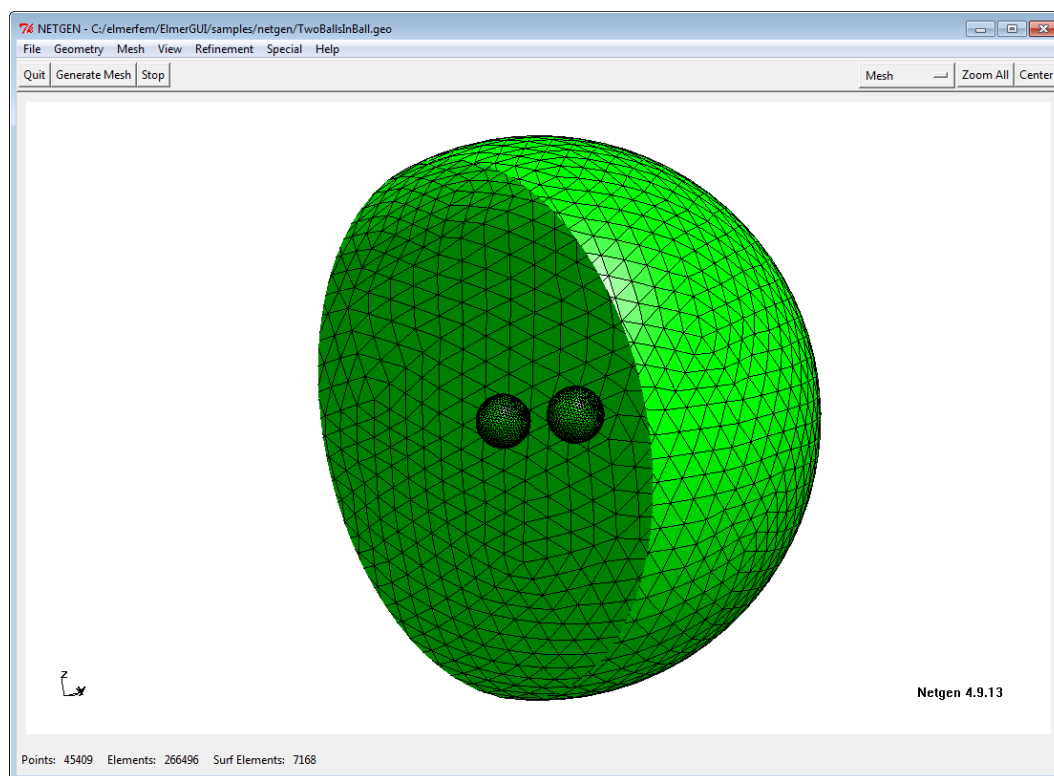 NETGEN - C:/elmerfem/ElmerGUI/samples/netgen/TwoBallsInBall.geo
File Geometry Mesh View Refinement Special Help
Quit Generate Mesh Stop Mesh Zoom All Center
Z
Netgen 4.9.13
Points: 45409 Elements: 266496 Surf Elements: 7168